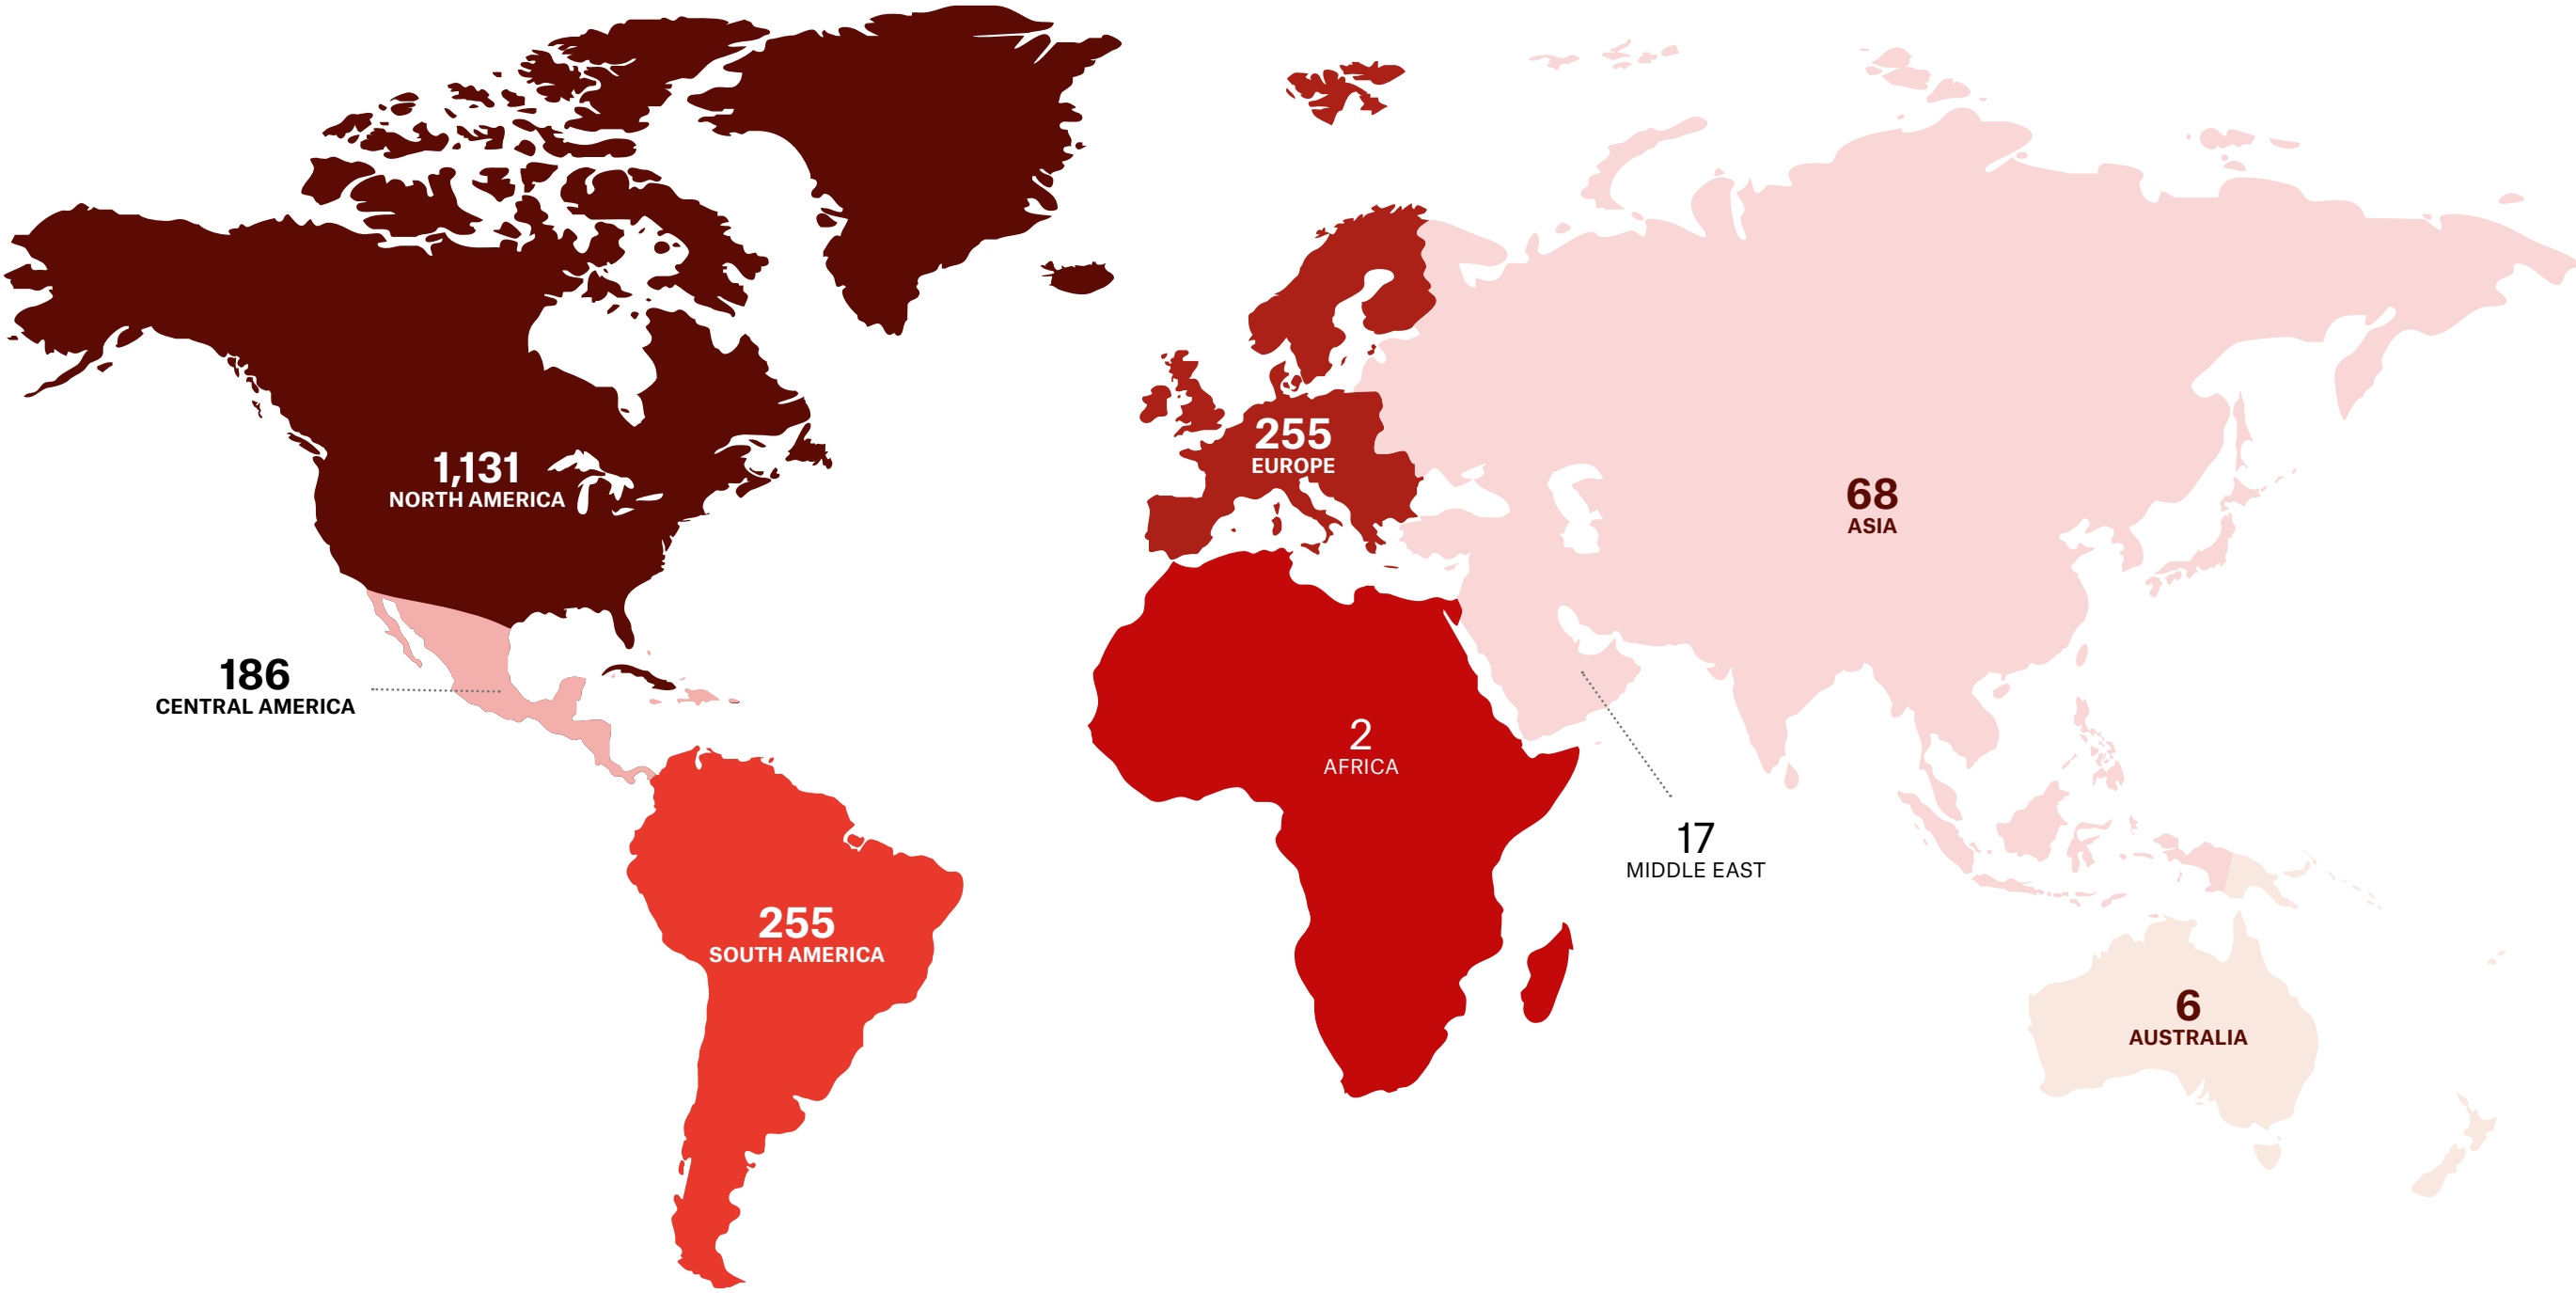 255
EUROPE
1,131
NORTH AMERICA
68
ASIA
186
CENTRAL AMERICA
2
AFRICA
17
MIDDLE EAST
255
SOUTH AMERICA
6
AUSTRALIA